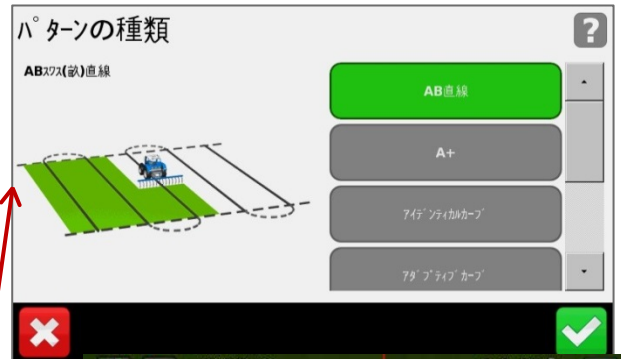 パターンの種類
?
ABスワス(畝)直線
AB直線
A+
アイデンティカルカーブ
アダプティブカーブ